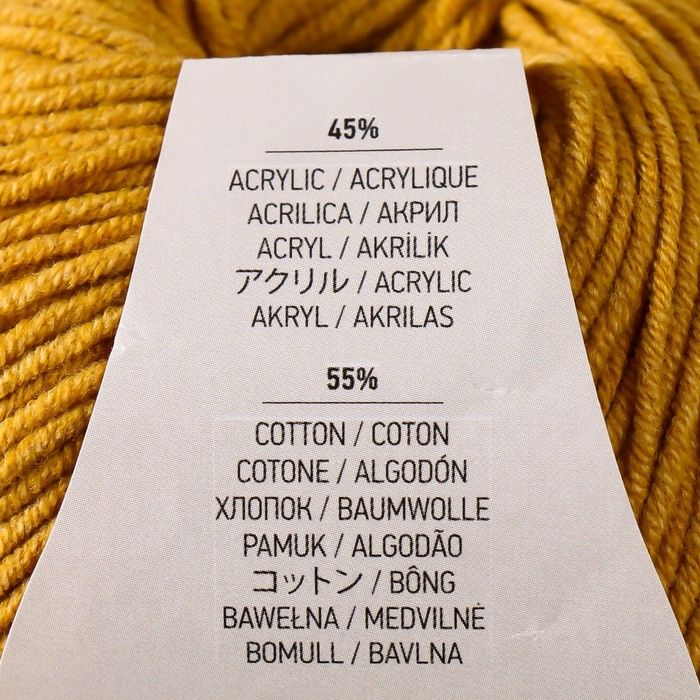 45%
ACRYLIC / ACRYLIQUE
ACRILICA / АКРИЛ
ACRYL / AKRİLİK
アクリル / ACRYLIC
AKRYL / AKRILAS
55%
COTTON / COTON
COTONE / ALGODÓN
ХЛОПОК / BAUMWOLLE
PAMUK / ALGODÃO
コットン / BÔNG
BAWEŁNA / MEDVILNĖ
BOMULL / BAVLNA